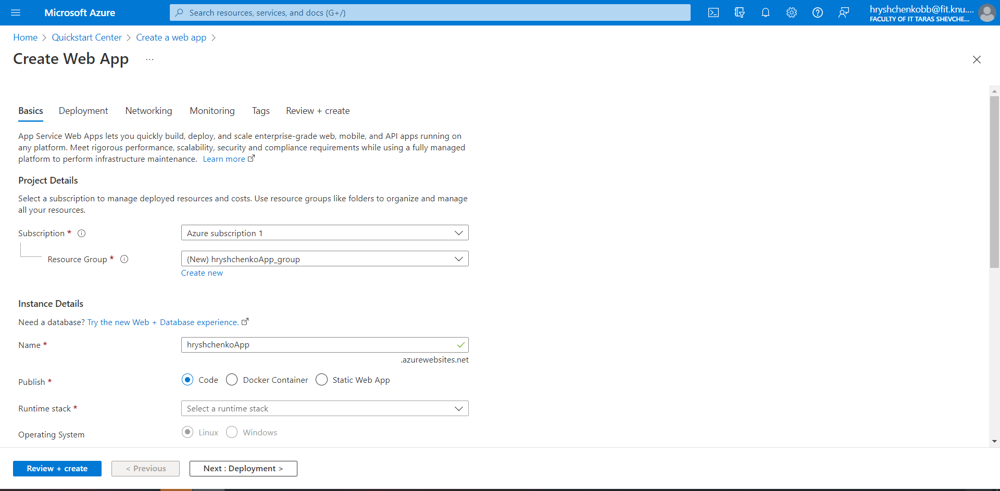 Microsoft Azure
Search resources, services, and docs (G+/)
hryshchenkobb@fit.knu....
FACULTY OF IT TARAS SHEVCHE...
Home > Quickstart Center > Create a web app >
Create Web App ...
Basics Deployment Networking Monitoring Tags Review + create
App Service Web Apps lets you quickly build, deploy, and scale enterprise-grade web, mobile, and API apps running on
any platform. Meet rigorous performance, scalability, security and compliance requirements while using a fully managed
platform to perform infrastructure maintenance. Learn more
Project Details
Select a subscription to manage deployed resources and costs. Use resource groups like folders to organize and manage
all your resources.
Subscription * Azure subscription 1
Resource Group * (New) hryshchenkoApp_group
Create new
Instance Details
Need a database? Try the new Web + Database experience.
Name * hryshchenkoApp
.azurewebsites.net
Publish * Code Docker Container Static Web App
Runtime stack * Select a runtime stack
Operating System Linux Windows
Review + create < Previous Next : Deployment >